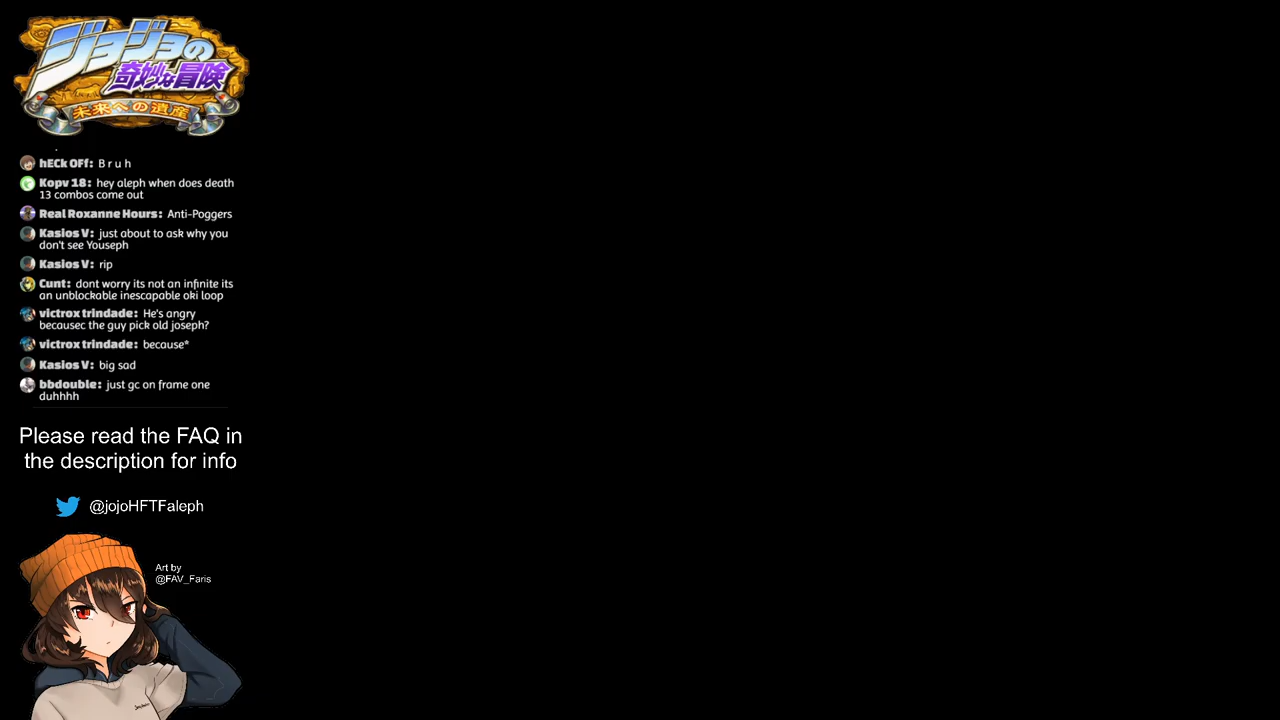 ジョジョの
奇妙な冒険
未来への遺産
hECk OFf: B r u h
Kopv 18: hey aleph when does death
13 combos come out
Real Roxanne Hours: Anti-Poggers
Kasios V: just about to ask why you
don't see Youseph
Kasios V: rip
Cunt: dont worry its not an infinite its
an unblockable inescapable oki loop
victrox trindade: He's angry
becausec the guy pick old joseph?
victrox trindade: because*
Kasios V: big sad
bbdouble: just gc on frame one
duhhhh
Please read the FAQ in
the description for info
@jojoHFTFaleph
Art by
@FAV_Faris